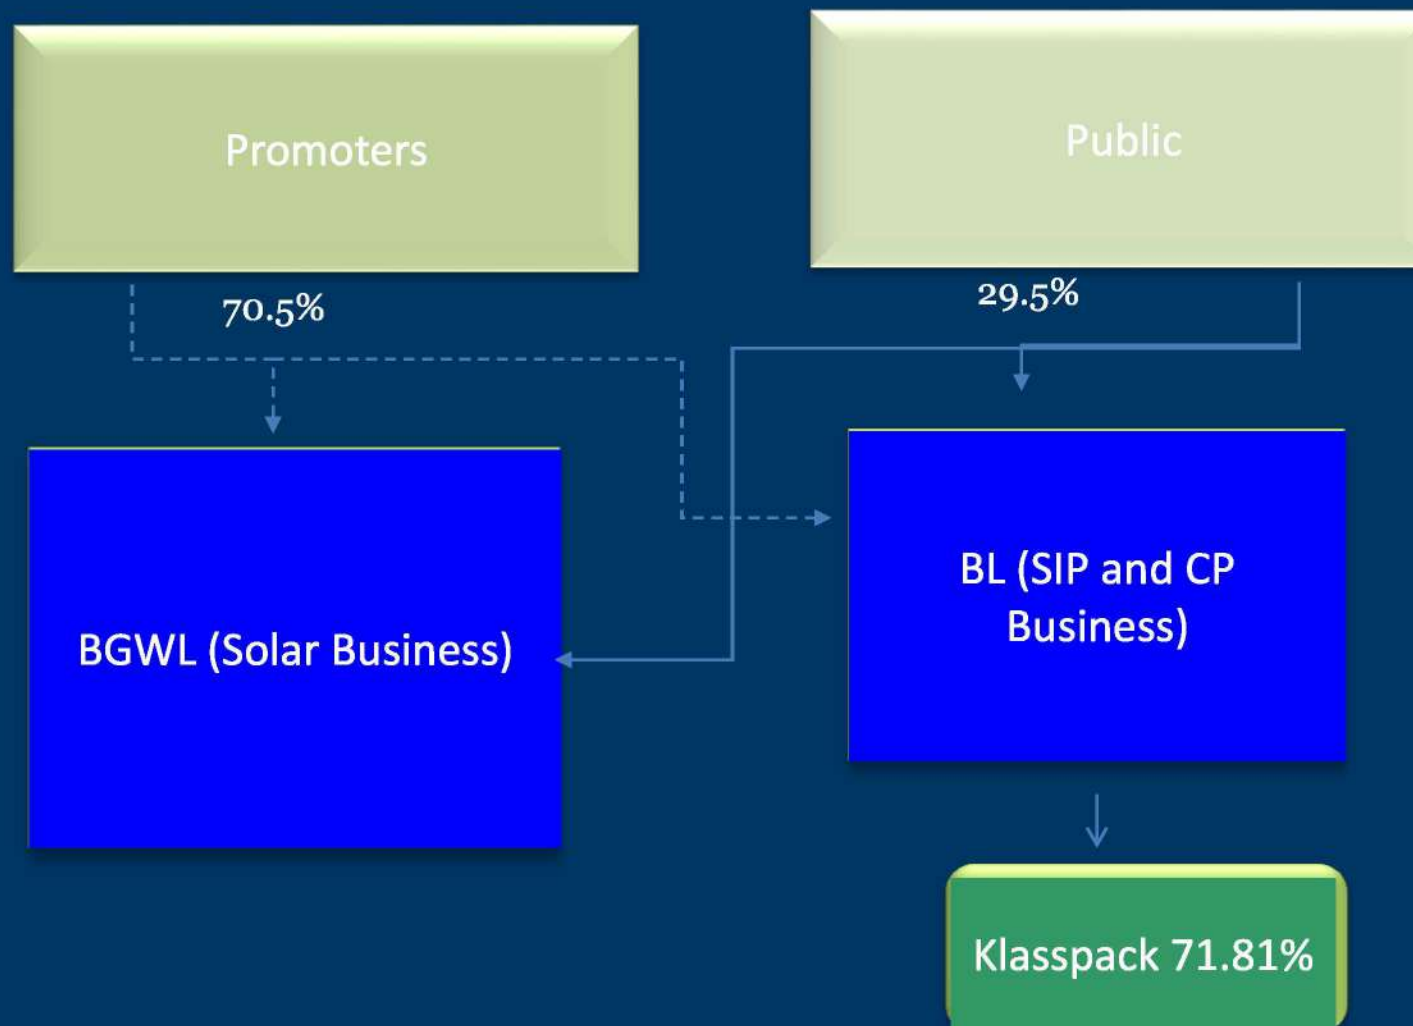 Promoters
Public
70.5%
29.5%
BGWL (Solar Business)
BL (SIP and CP
Business)
Klasspack 71.81%